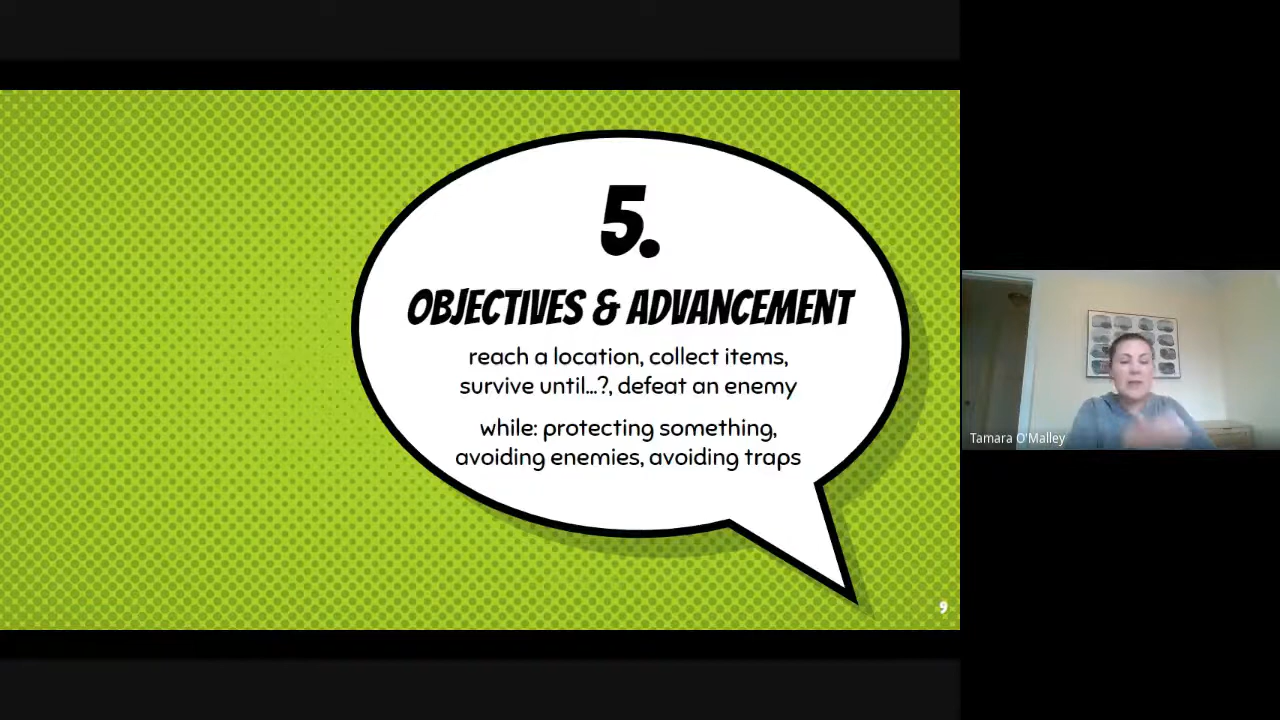 5.
OBJECTIVES & ADVANCEMENT
reach a location, collect items,
survive until...?, defeat an enemy
while: protecting something,
avoiding enemies, avoiding traps
9
Tamara O'Malley